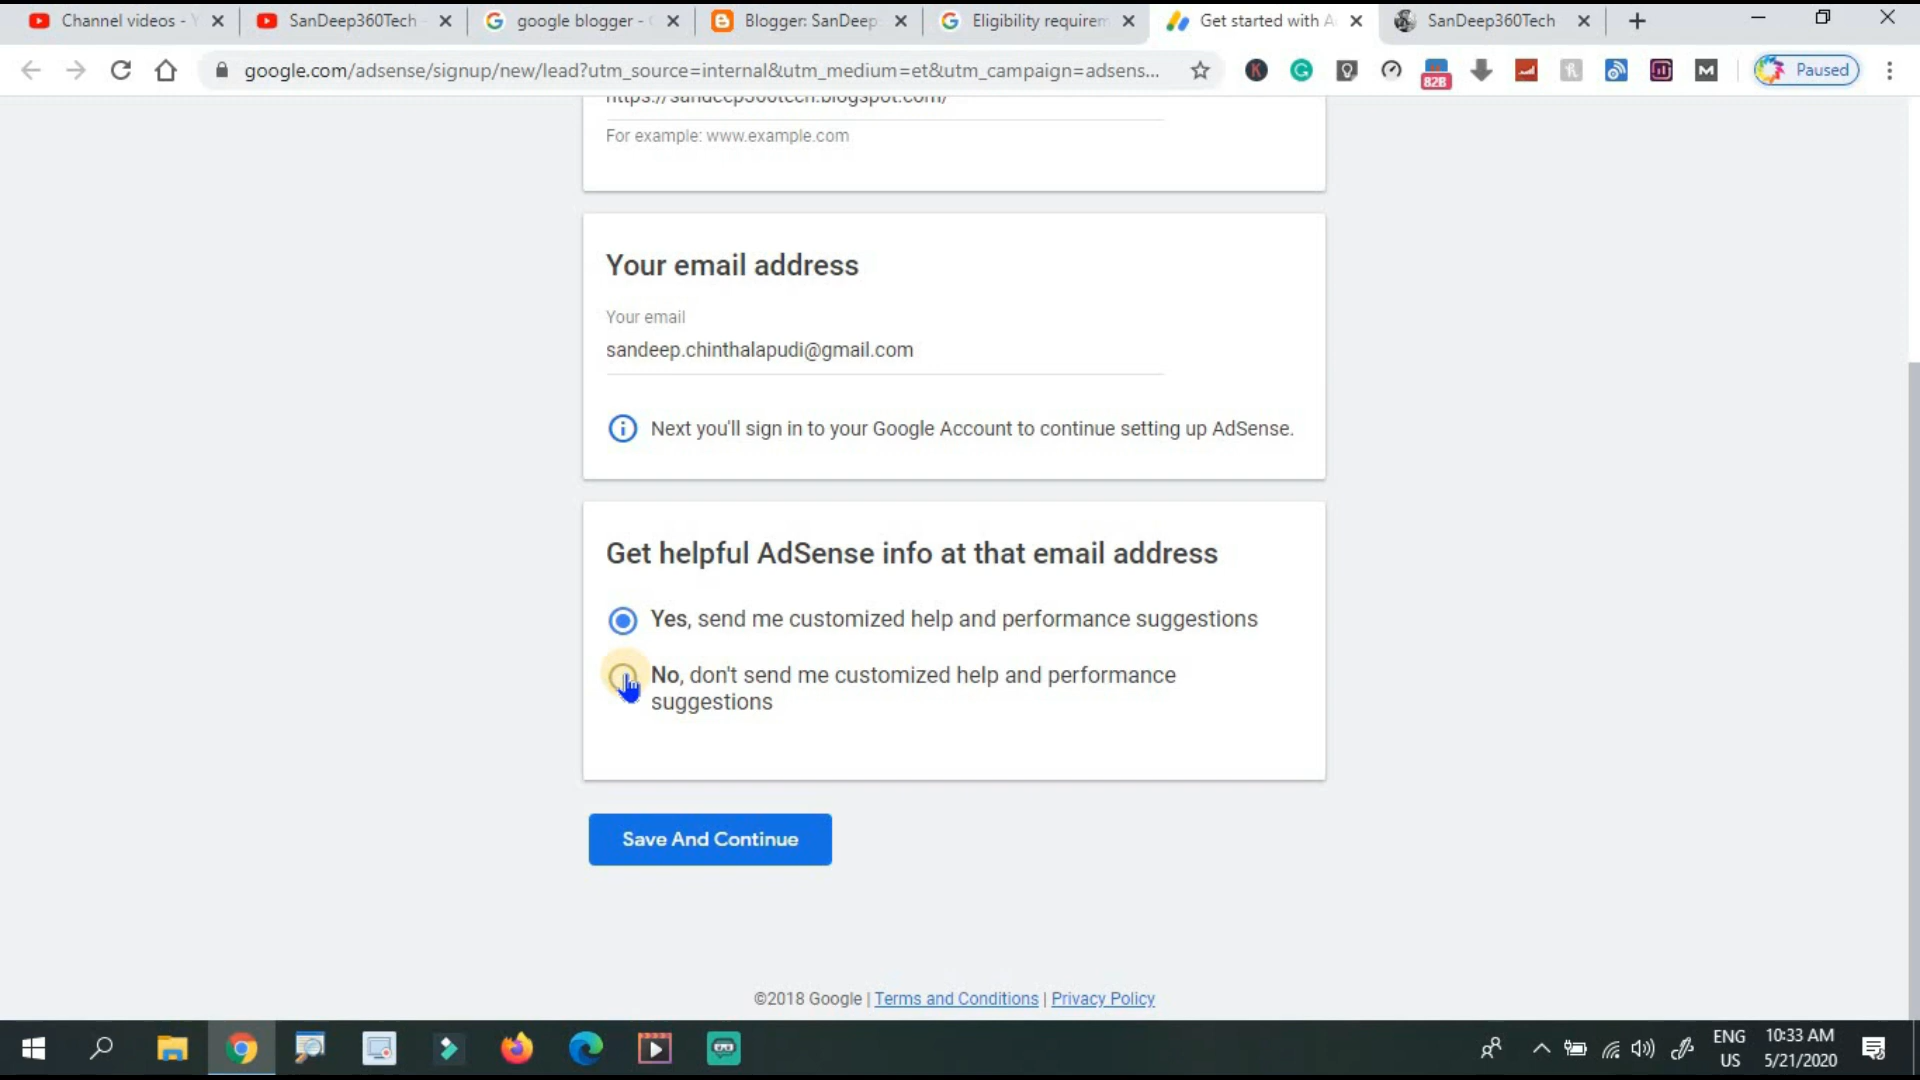 Channel videos - Y
SanDeep360Tech
google blogger - G
Blogger: SanDeep
Eligibility requirem
Get started with A
SanDeep360Tech
google.com/adsense/signup/new/lead?utm_source=internal&utm_medium=et&utm_campaign=adsens...
82B
Paused
https://sandeep360tech.blogspot.com/
For example: www.example.com
Your email address
Your email
sandeep.chinthalapudi@gmail.com
Next you'll sign in to your Google Account to continue setting up AdSense.
Get helpful AdSense info at that email address
Yes, send me customized help and performance suggestions
No, don't send me customized help and performance
suggestions
Save And Continue
©2018 Google | Terms and Conditions | Privacy Policy
ENG
US
10:33 AM
5/21/2020